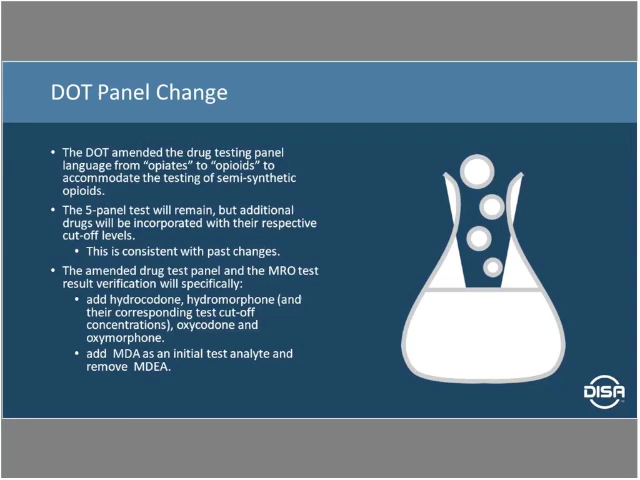 DOT Panel Change
• The DOT amended the drug testing panel
language from "opiates" to "opioids" to
accommodate the testing of semi-synthetic
opioids.
• The 5-panel test will remain, but additional
drugs will be incorporated with their respective
cut-off levels.
• This is consistent with past changes.
• The amended drug test panel and the MRO test
result verification will specifically:
• add hydrocodone, hydromorphone (and
their corresponding test cut-off
concentrations), oxycodone and
oxymorphone.
• add MDA as an initial test analyte and
remove MDEA.
DISA